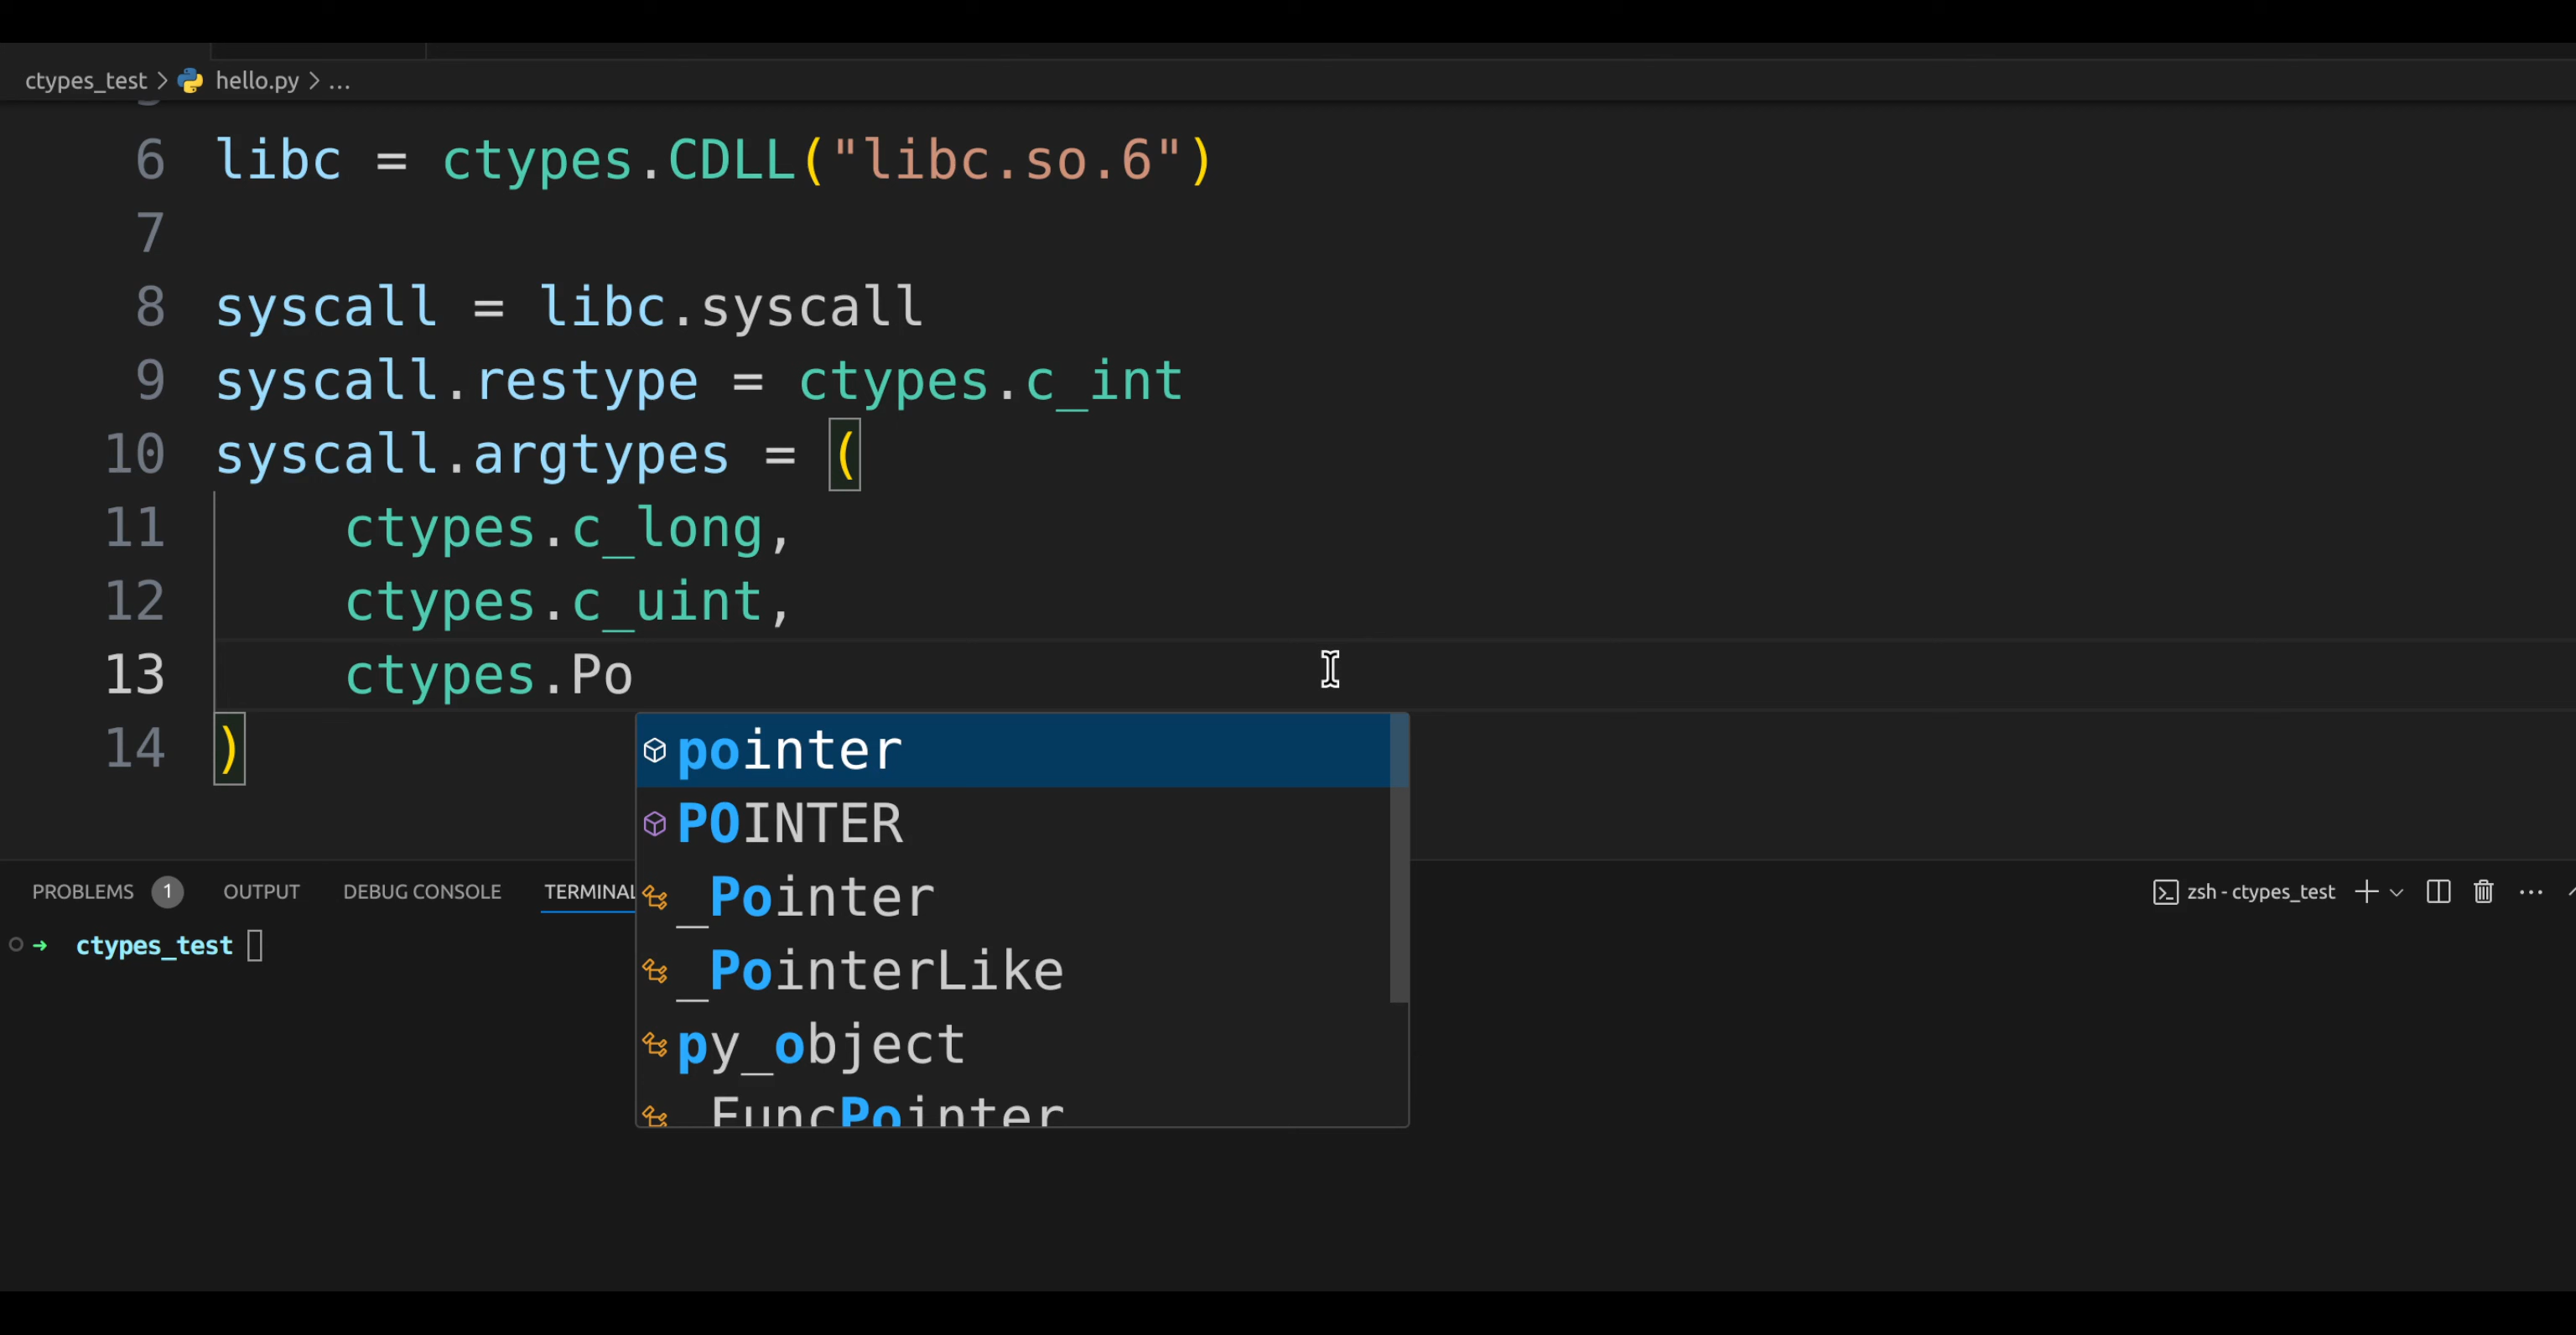 ctypes_test > hello.py > ...
6 libc = ctypes.CDLL("libc.so.6")
7
8 syscall = libc.syscall
9 syscall.restype = ctypes.c_int
10 syscall.argtypes = (
11 ctypes.c_long,
12 ctypes.c_uint,
13 ctypes.Po
14 )
pointer
POINTER
_Pointer
_PointerLike
py_object
_FuncPointer
PROBLEMS 1 OUTPUT DEBUG CONSOLE TERMINAL zsh - ctypes_test
ctypes_test